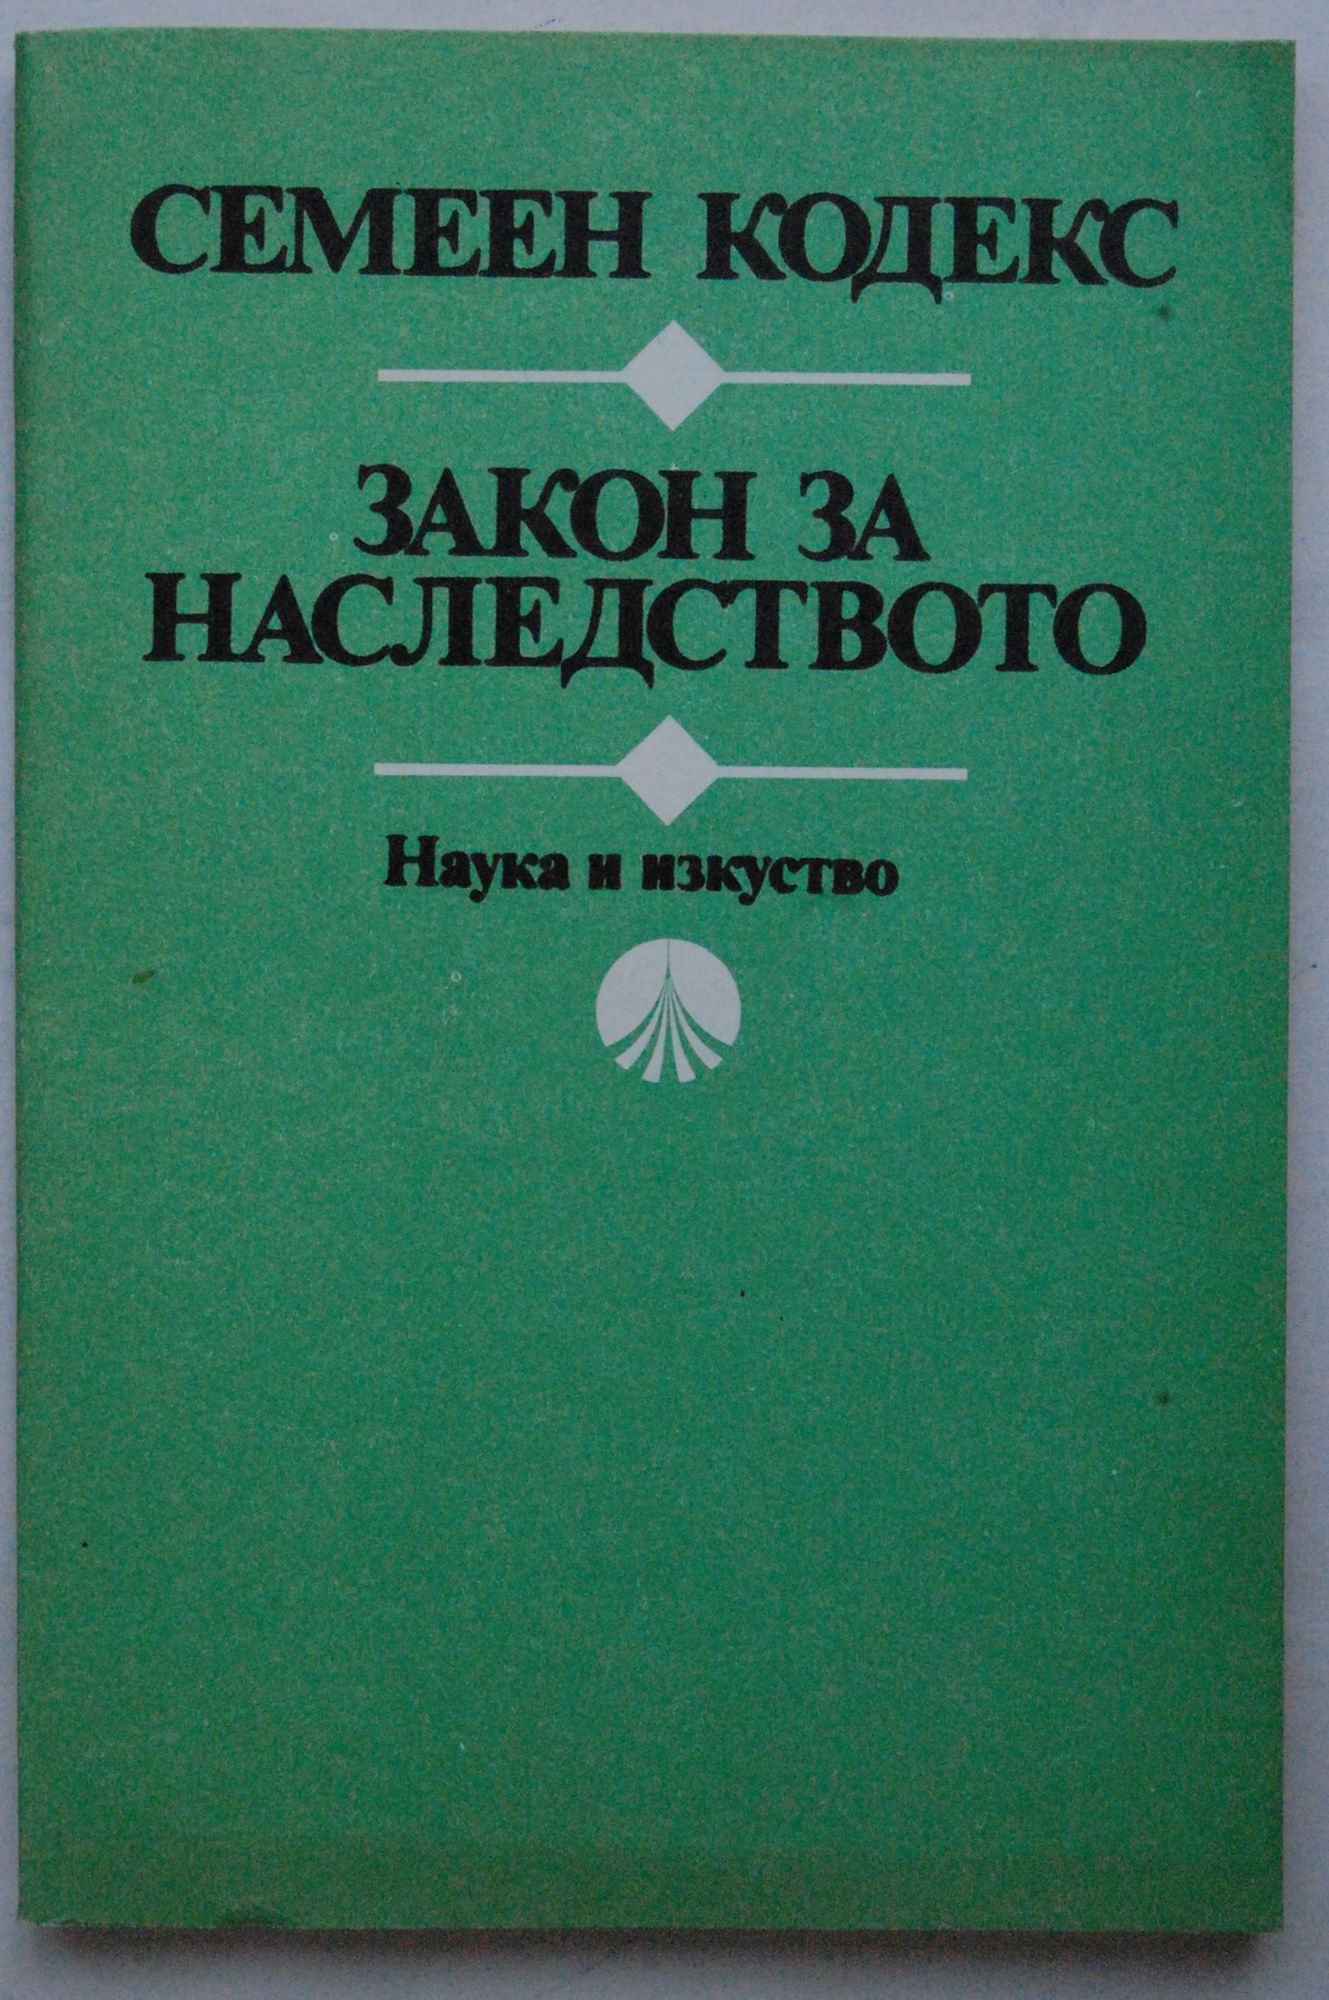 СЕМЕЕН КОДЕКС
ЗАКОН ЗА
НАСЛЕДСТВОТО
Наука и изкуство